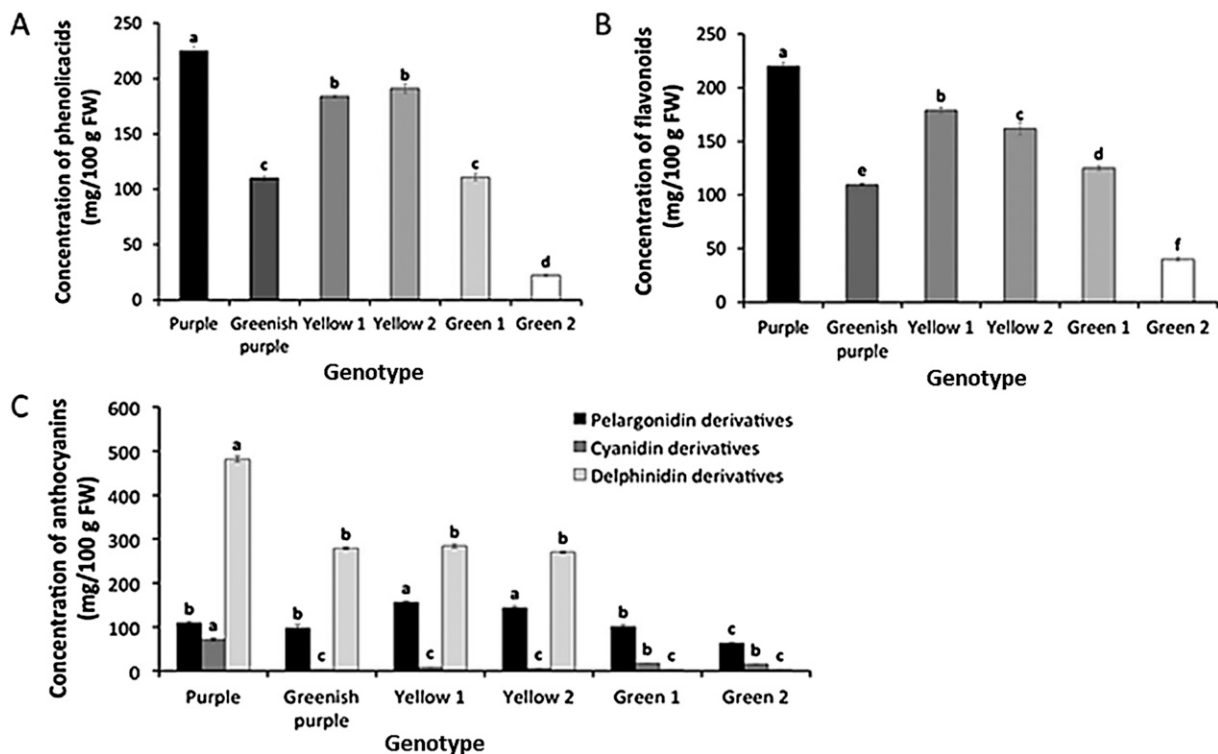 A
Concentration of phenolicacids
(mg/100 g FW)
250
200
150
100
50
0
a
c
b
b
c
d
Purple
Greenish
purple
Yellow 1
Yellow 2
Green 1
Green 2
Genotype
B
Concentration of flavonoids
(mg/100 g FW)
250
200
150
100
50
0
a
e
b
c
d
f
Purple
Greenish
purple
Yellow 1
Yellow 2
Green 1
Green 2
Genotype
C
Concentration of anthocyanins
(mg/100 g FW)
600
500
400
300
200
100
0
Pelargonidin derivatives
Cyanidin derivatives
Delphinidin derivatives
b
a
a
b
c
b
a
c
b
a
c
b
b
b
c
c
b
c
Purple
Greenish
purple
Yellow 1
Yellow 2
Green 1
Green 2
Genotype